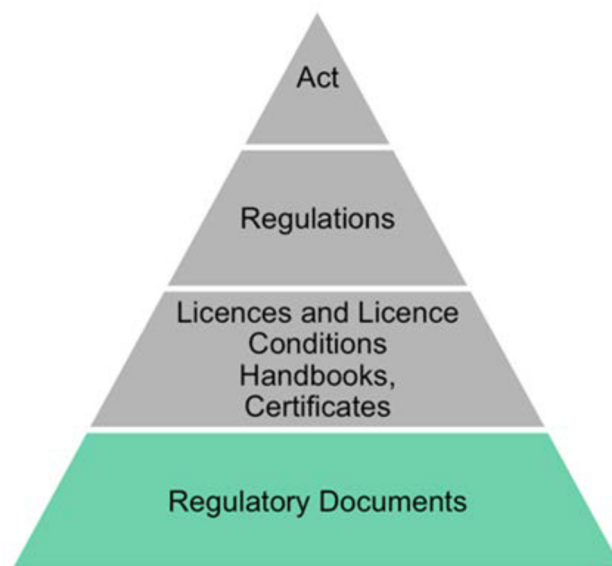 Act
Regulations
Licences and Licence
Conditions
Handbooks,
Certificates
Regulatory Documents